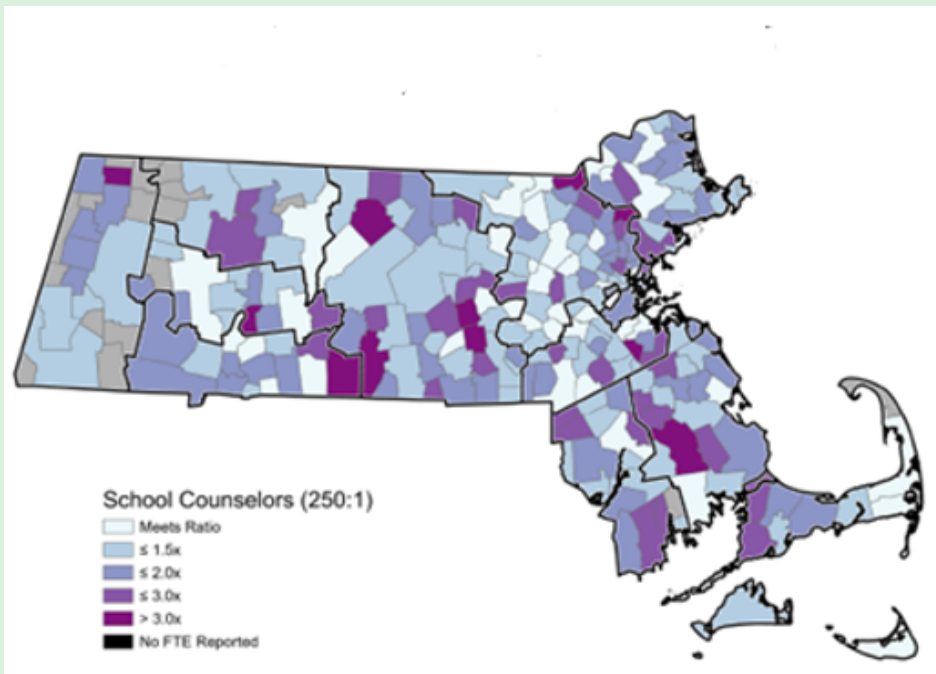 School Counselors (250:1)
Meets Ratio
≤ 1.5x
≤ 2.0x
≤ 3.0x
> 3.0x
No FTE Reported